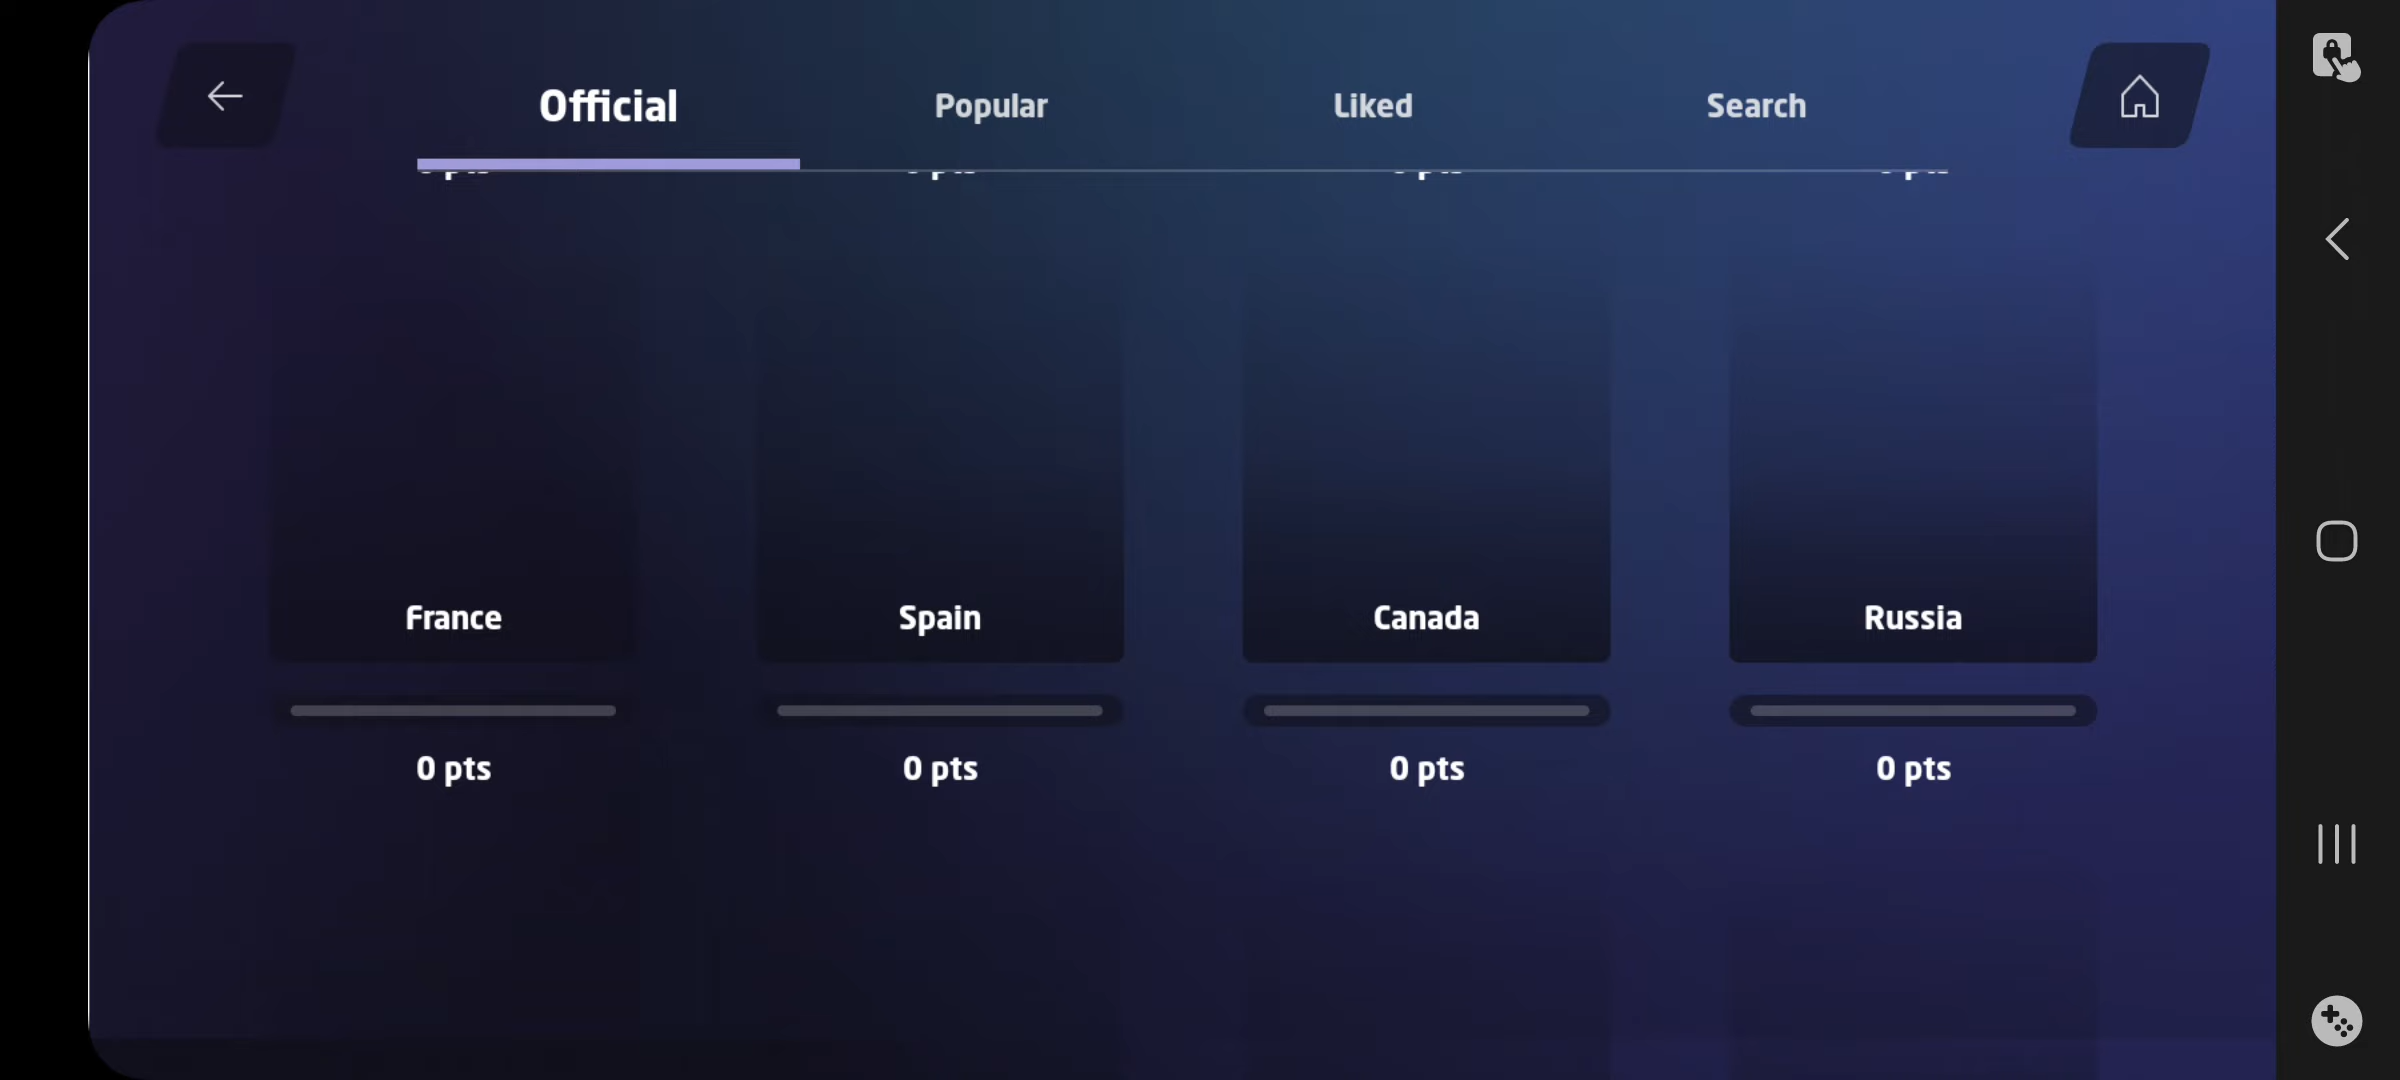 Official Popular Liked Search
France Spain Canada Russia
0 pts 0 pts 0 pts 0 pts